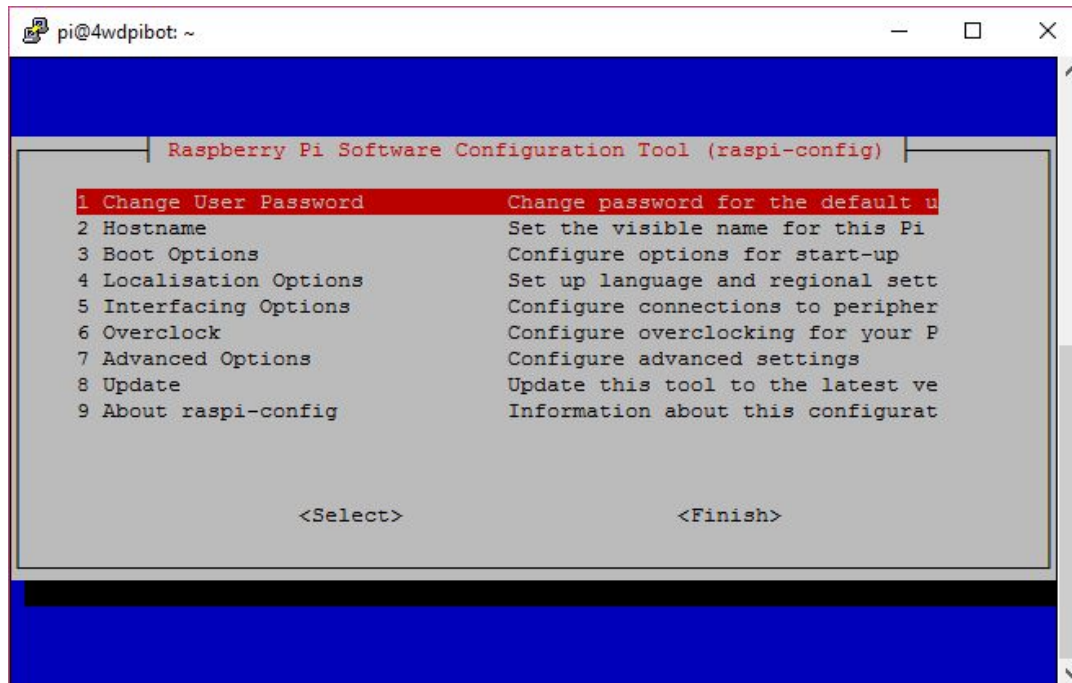 pi@4wdpibot: ~
Raspberry Pi Software Configuration Tool (raspi-config)
1 Change User Password Change password for the default u
2 Hostname Set the visible name for this Pi
3 Boot Options Configure options for start-up
4 Localisation Options Set up language and regional sett
5 Interfacing Options Configure connections to peripher
6 Overclock Configure overclocking for your P
7 Advanced Options Configure advanced settings
8 Update Update this tool to the latest ve
9 About raspi-config Information about this configurat
<Select> <Finish>